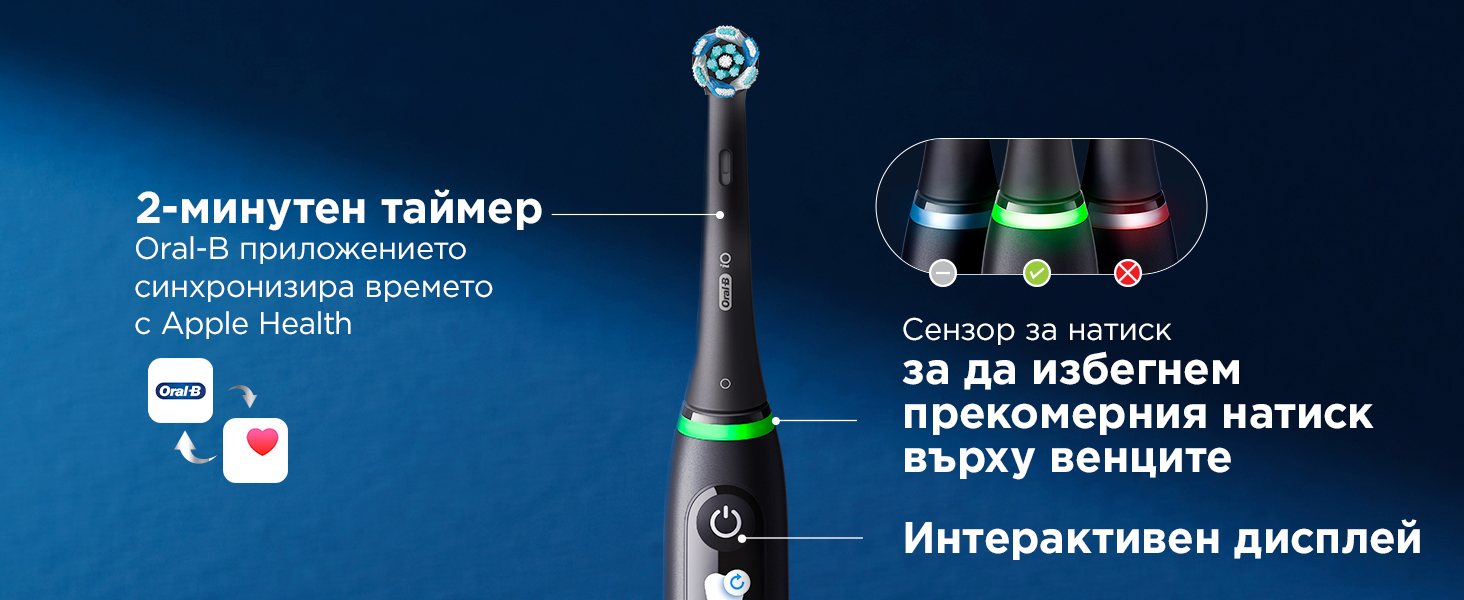 2-минутен таймер
Oral-B приложението
синхронизира времето
с Apple Health
Oral-B
Oral-B iO
Сензор за натиск
за да избегнем
прекомерния натиск
върху венците
Интерактивен дисплей